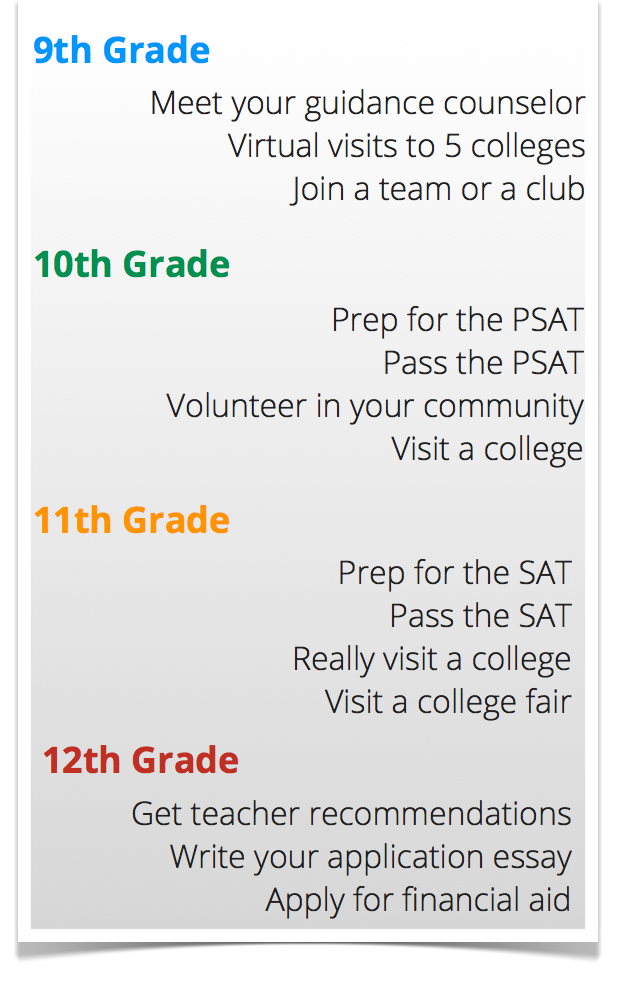 9th Grade
Meet your guidance counselor
Virtual visits to 5 colleges
Join a team or a club
10th Grade
Prep for the PSAT
Pass the PSAT
Volunteer in your community
Visit a college
11th Grade
Prep for the SAT
Pass the SAT
Really visit a college
Visit a college fair
12th Grade
Get teacher recommendations
Write your application essay
Apply for financial aid